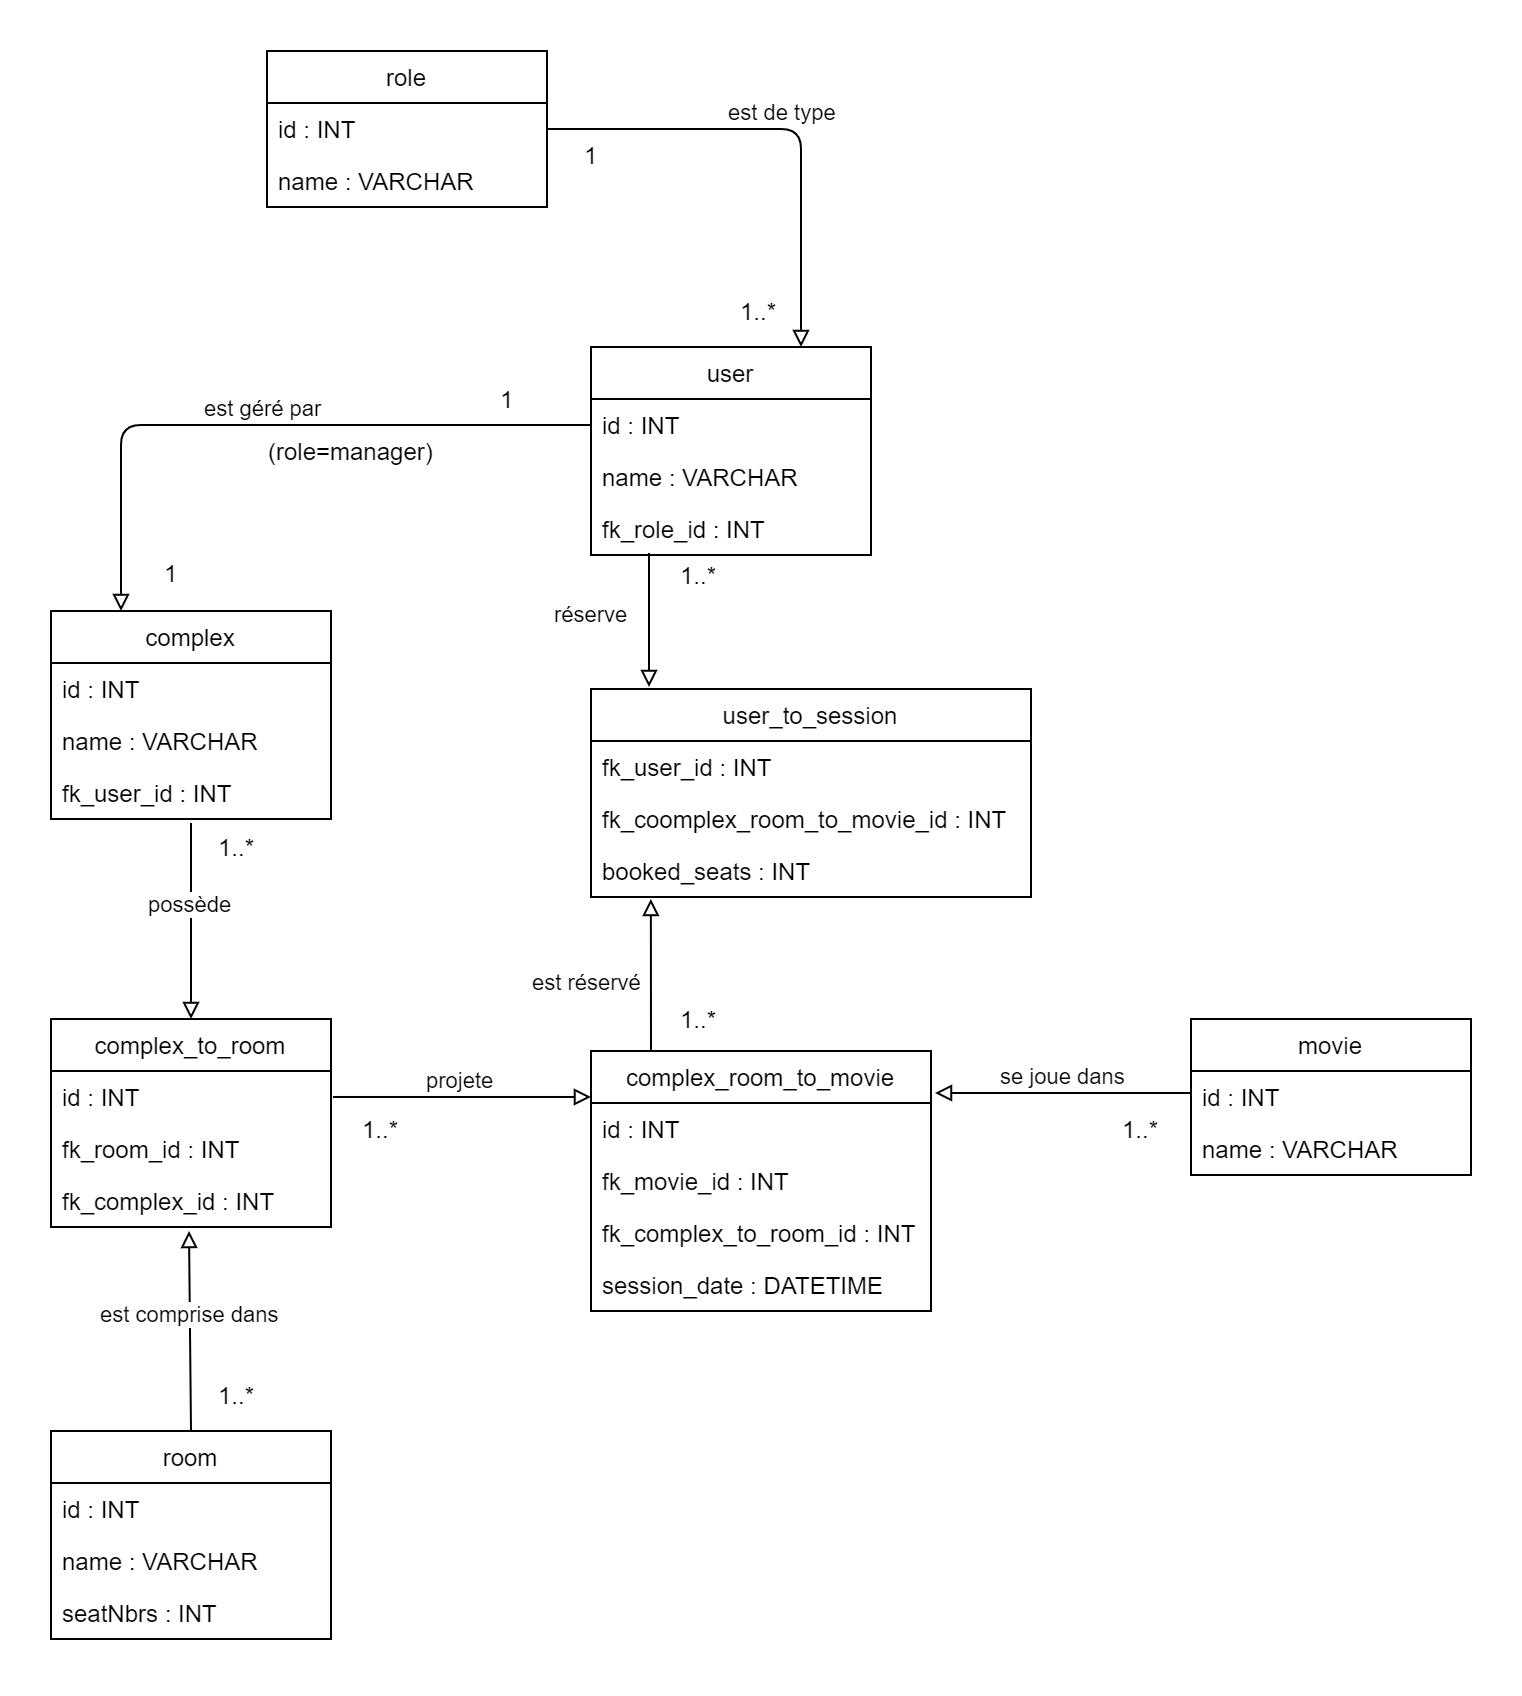 role
id : INT
name : VARCHAR
est de type
1
1..*
user
id : INT
name : VARCHAR
fk_role_id : INT
est géré par
1
(role=manager)
1
complex
id : INT
name : VARCHAR
fk_user_id : INT
1..*
réserve
user_to_session
fk_user_id : INT
fk_coomplex_room_to_movie_id : INT
booked_seats : INT
1..*
possède
est réservé
1..*
complex_to_room
id : INT
fk_room_id : INT
fk_complex_id : INT
projete
1..*
complex_room_to_movie
id : INT
fk_movie_id : INT
fk_complex_to_room_id : INT
session_date : DATETIME
se joue dans
1..*
movie
id : INT
name : VARCHAR
est comprise dans
1..*
room
id : INT
name : VARCHAR
seatNbrs : INT